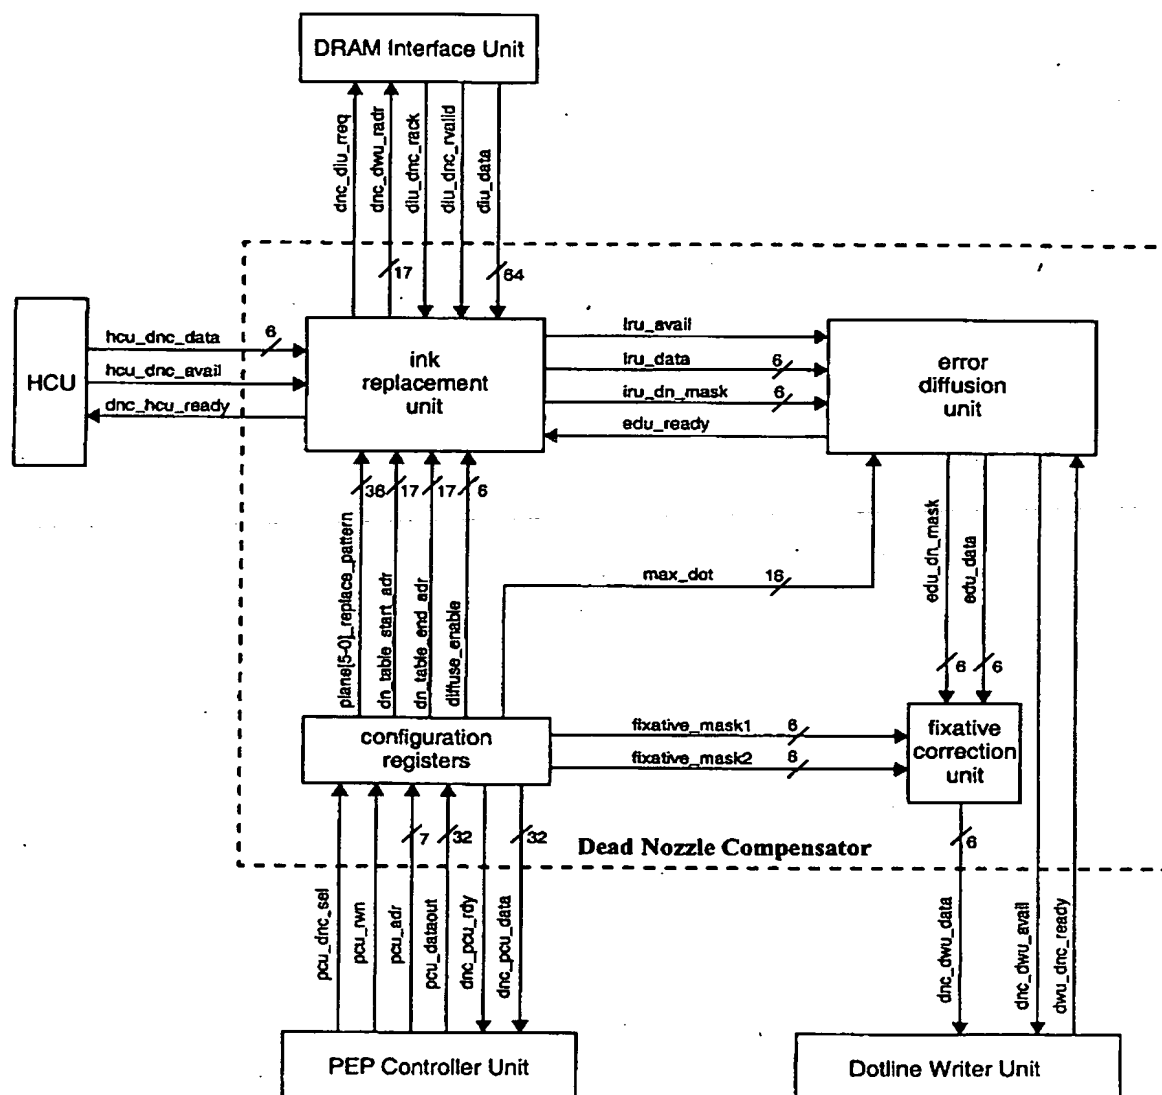 DRAM Interface Unit
dnc_diu_rreq
dnc_dwu_radr
diu_dnc_rack
diu_dnc_rvalid
diu_data
17
64
HCU
hcu_dnc_data
6
hcu_dnc_avail
dnc_hcu_ready
ink
replacement
unit
iru_avail
iru_data
6
iru_dn_mask
6
edu_ready
error
diffusion
unit
36
17
17
6
plane[5-0]_replace_pattern
dn_table_start_adr
dn_table_end_adr
diffuse_enable
max_dot
16
edu_dn_mask
edu_data
6
6
configuration
registers
fixative_mask1
6
fixative_mask2
6
fixative
correction
unit
7
32
32
Dead Nozzle Compensator
6
pcu_dnc_sel
pcu_rwn
pcu_adr
pcu_dataout
dnc_pcu_rdy
dnc_pcu_data
dnc_dwu_data
dnc_dwu_avail
dwu_dnc_ready
PEP Controller Unit
Dotline Writer Unit